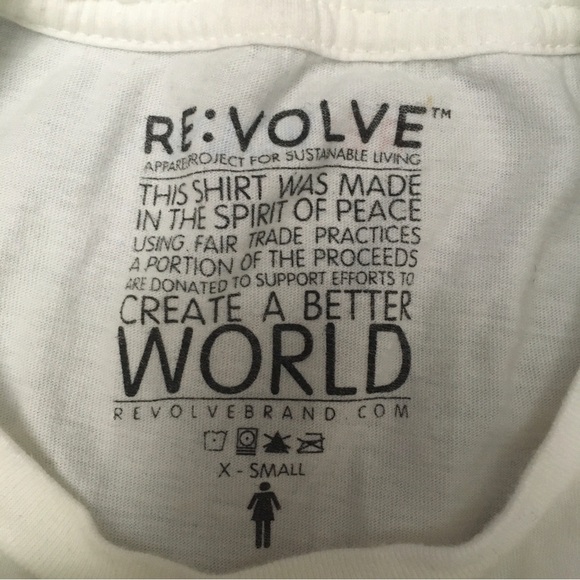 RE:VOLVE™
APPAREL PROJECT FOR SUSTAINABLE LIVING
THIS SHIRT WAS MADE
IN THE SPIRIT OF PEACE
USING. FAIR TRADE PRACTICES
A PORTION OF THE PROCEEDS
ARE DONATED TO SUPPORT EFFORTS TO
CREATE A BETTER
WORLD
REVOLVEBRAND.COM
X - SMALL